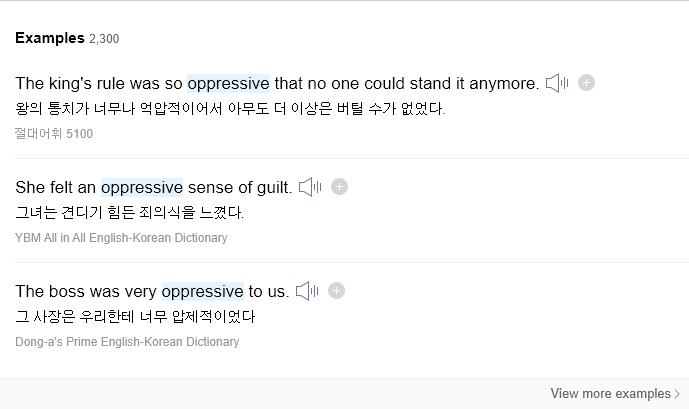 Examples 2,300
The king's rule was so oppressive that no one could stand it anymore.
왕의 통치가 너무나 억압적이어서 아무도 더 이상은 버틸 수가 없었다.
절대어휘 5100
She felt an oppressive sense of guilt.
그녀는 견디기 힘든 죄의식을 느꼈다.
YBM All in All English-Korean Dictionary
The boss was very oppressive to us.
그 사장은 우리한테 너무 압제적이었다
Dong-a's Prime English-Korean Dictionary
View more examples